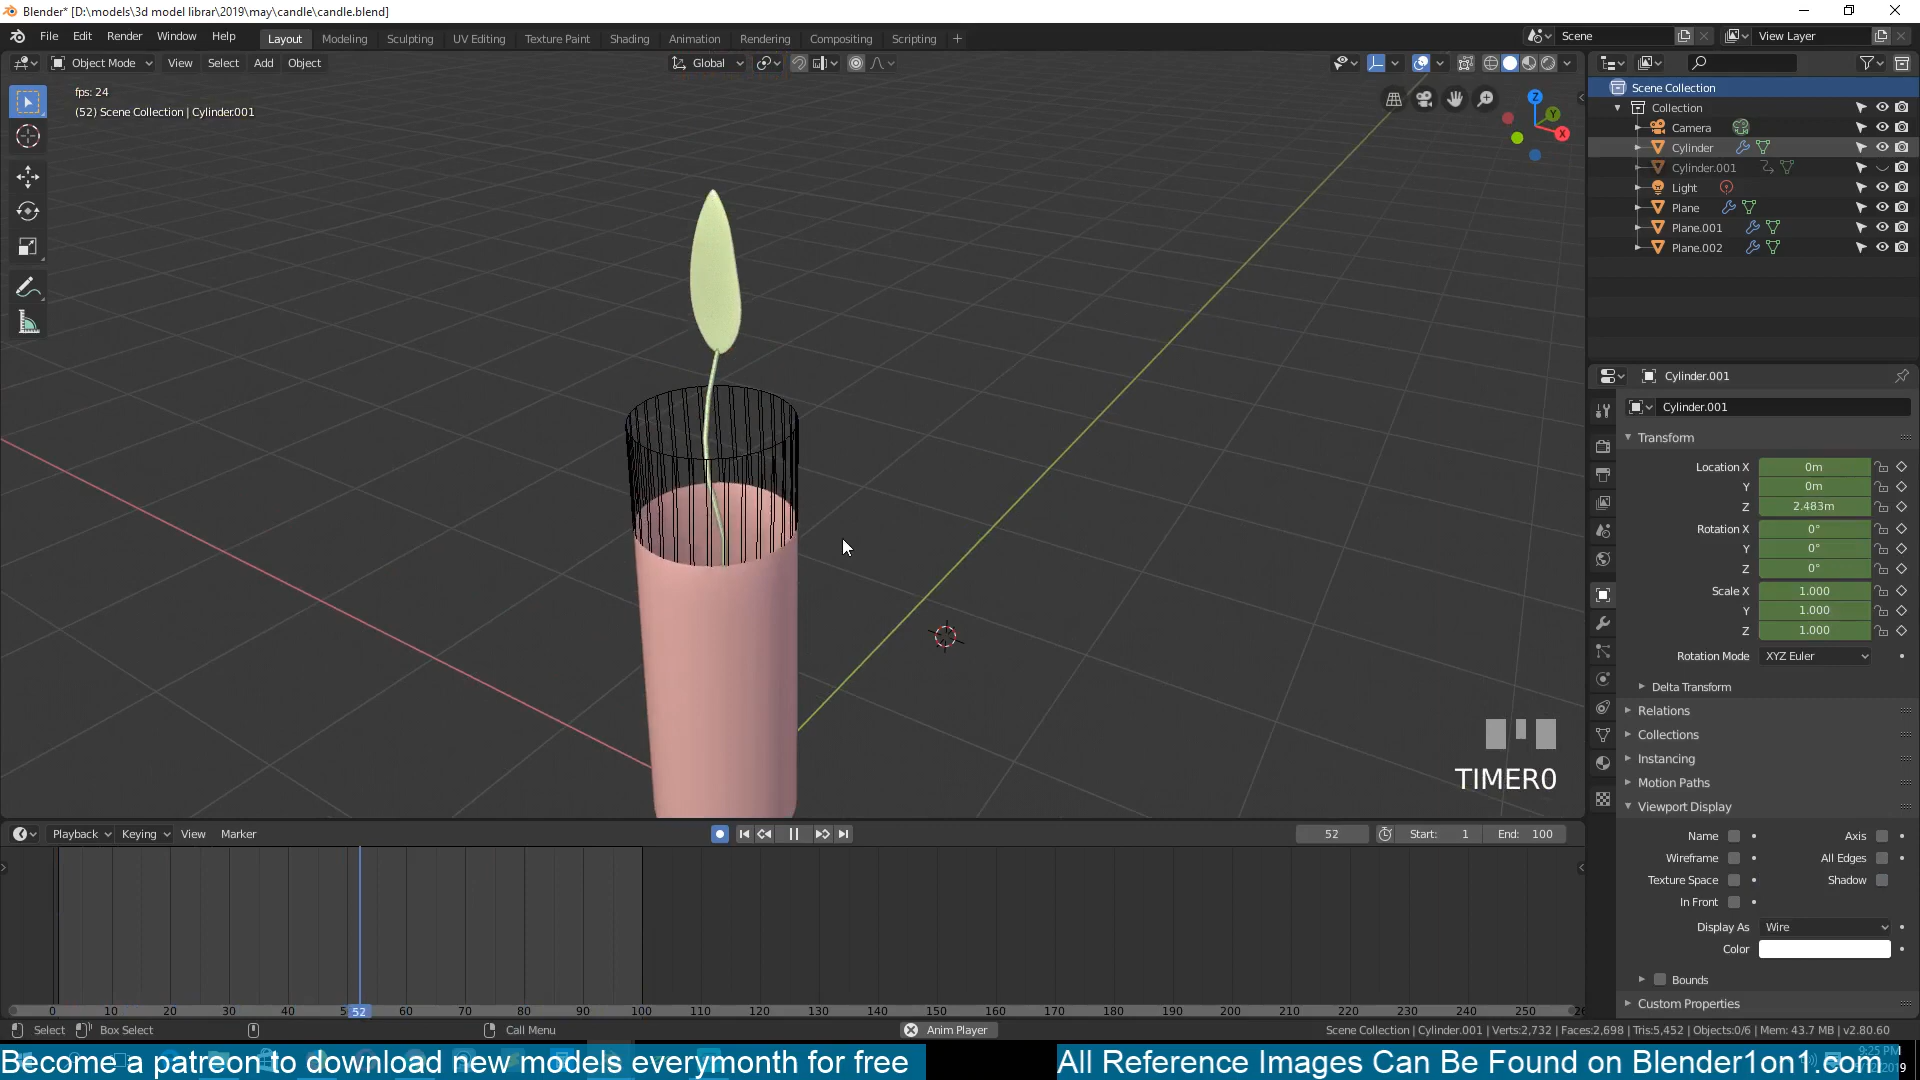 Blender* [D:\models\3d model librar\2019\may\candle\candle.blend]
File Edit Render Window Help
Layout Modeling Sculpting UV Editing Texture Paint Shading Animation Rendering Compositing Scripting +
Scene
View Layer
Object Mode View Select Add Object
Global
fps: 24
(52) Scene Collection | Cylinder.001
Z
Y
X
TIMER0
Scene Collection
Collection
Camera
Cylinder
Cylinder.001
Light
Plane
Plane.001
Plane.002
Cylinder.001
Cylinder.001
Transform
Location X 0m
Y 0m
Z 2.483m
Rotation X 0°
Y 0°
Z 0°
Scale X 1.000
Y 1.000
Z 1.000
Rotation Mode XYZ Euler
Delta Transform
Relations
Collections
Instancing
Motion Paths
Viewport Display
Name Axis
Wireframe All Edges
Texture Space Shadow
In Front
Display As Wire
Color
Bounds
Custom Properties
Playback Keying View Marker
52 Start: 1 End: 100
0 10 20 30 40 5 52 60 70 80 90 100 110 120 130 140 150 160 170 180 190 200 210 220 230 240 250 26
Select Box Select Call Menu Anim Player
Scene Collection | Cylinder.001 | Verts:2,732 | Faces:2,698 | Tris:5,452 | Objects:0/6 | Mem: 43.7 MB | v2.80.60
Become a patreon to download new models everymonth for free
All Reference Images Can Be Found on Blender1on1.com
9:25 PM